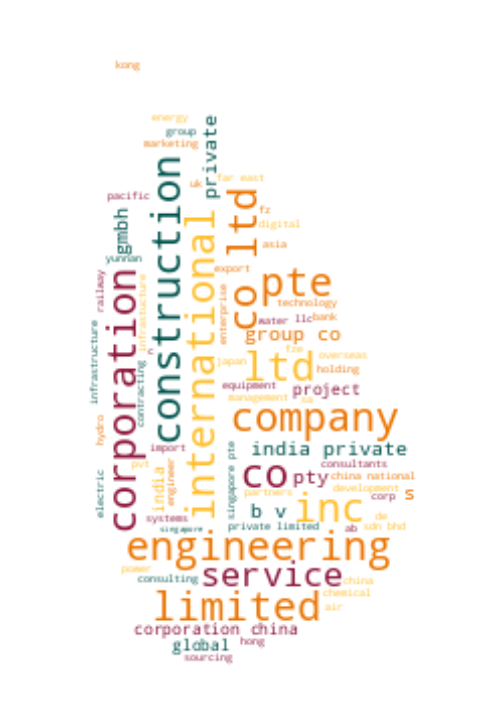 kong
energy
group
marketing
private
uk
far east
pacific
construction
co ltd
fz
digital
gmbh
international
asia
yunnan
export
railway
corporation
infrastructure
enterprise
pte
technology
water llc
bank
infrastructure
contracting
c
group co
japan
ltd
fze
overseas
holding
equipment
project
management
sa
company
hydro
import
india private
pvt
india
engineer
singapore pte
co
pty
consultants
china national
electric
partners
development
corp
s
inc
b v
systems
singapore
private limited
ab
de
sdn bhd
engineering
power
consulting
service
china
chemical
limited
air
corporation china
global
hong
sourcing